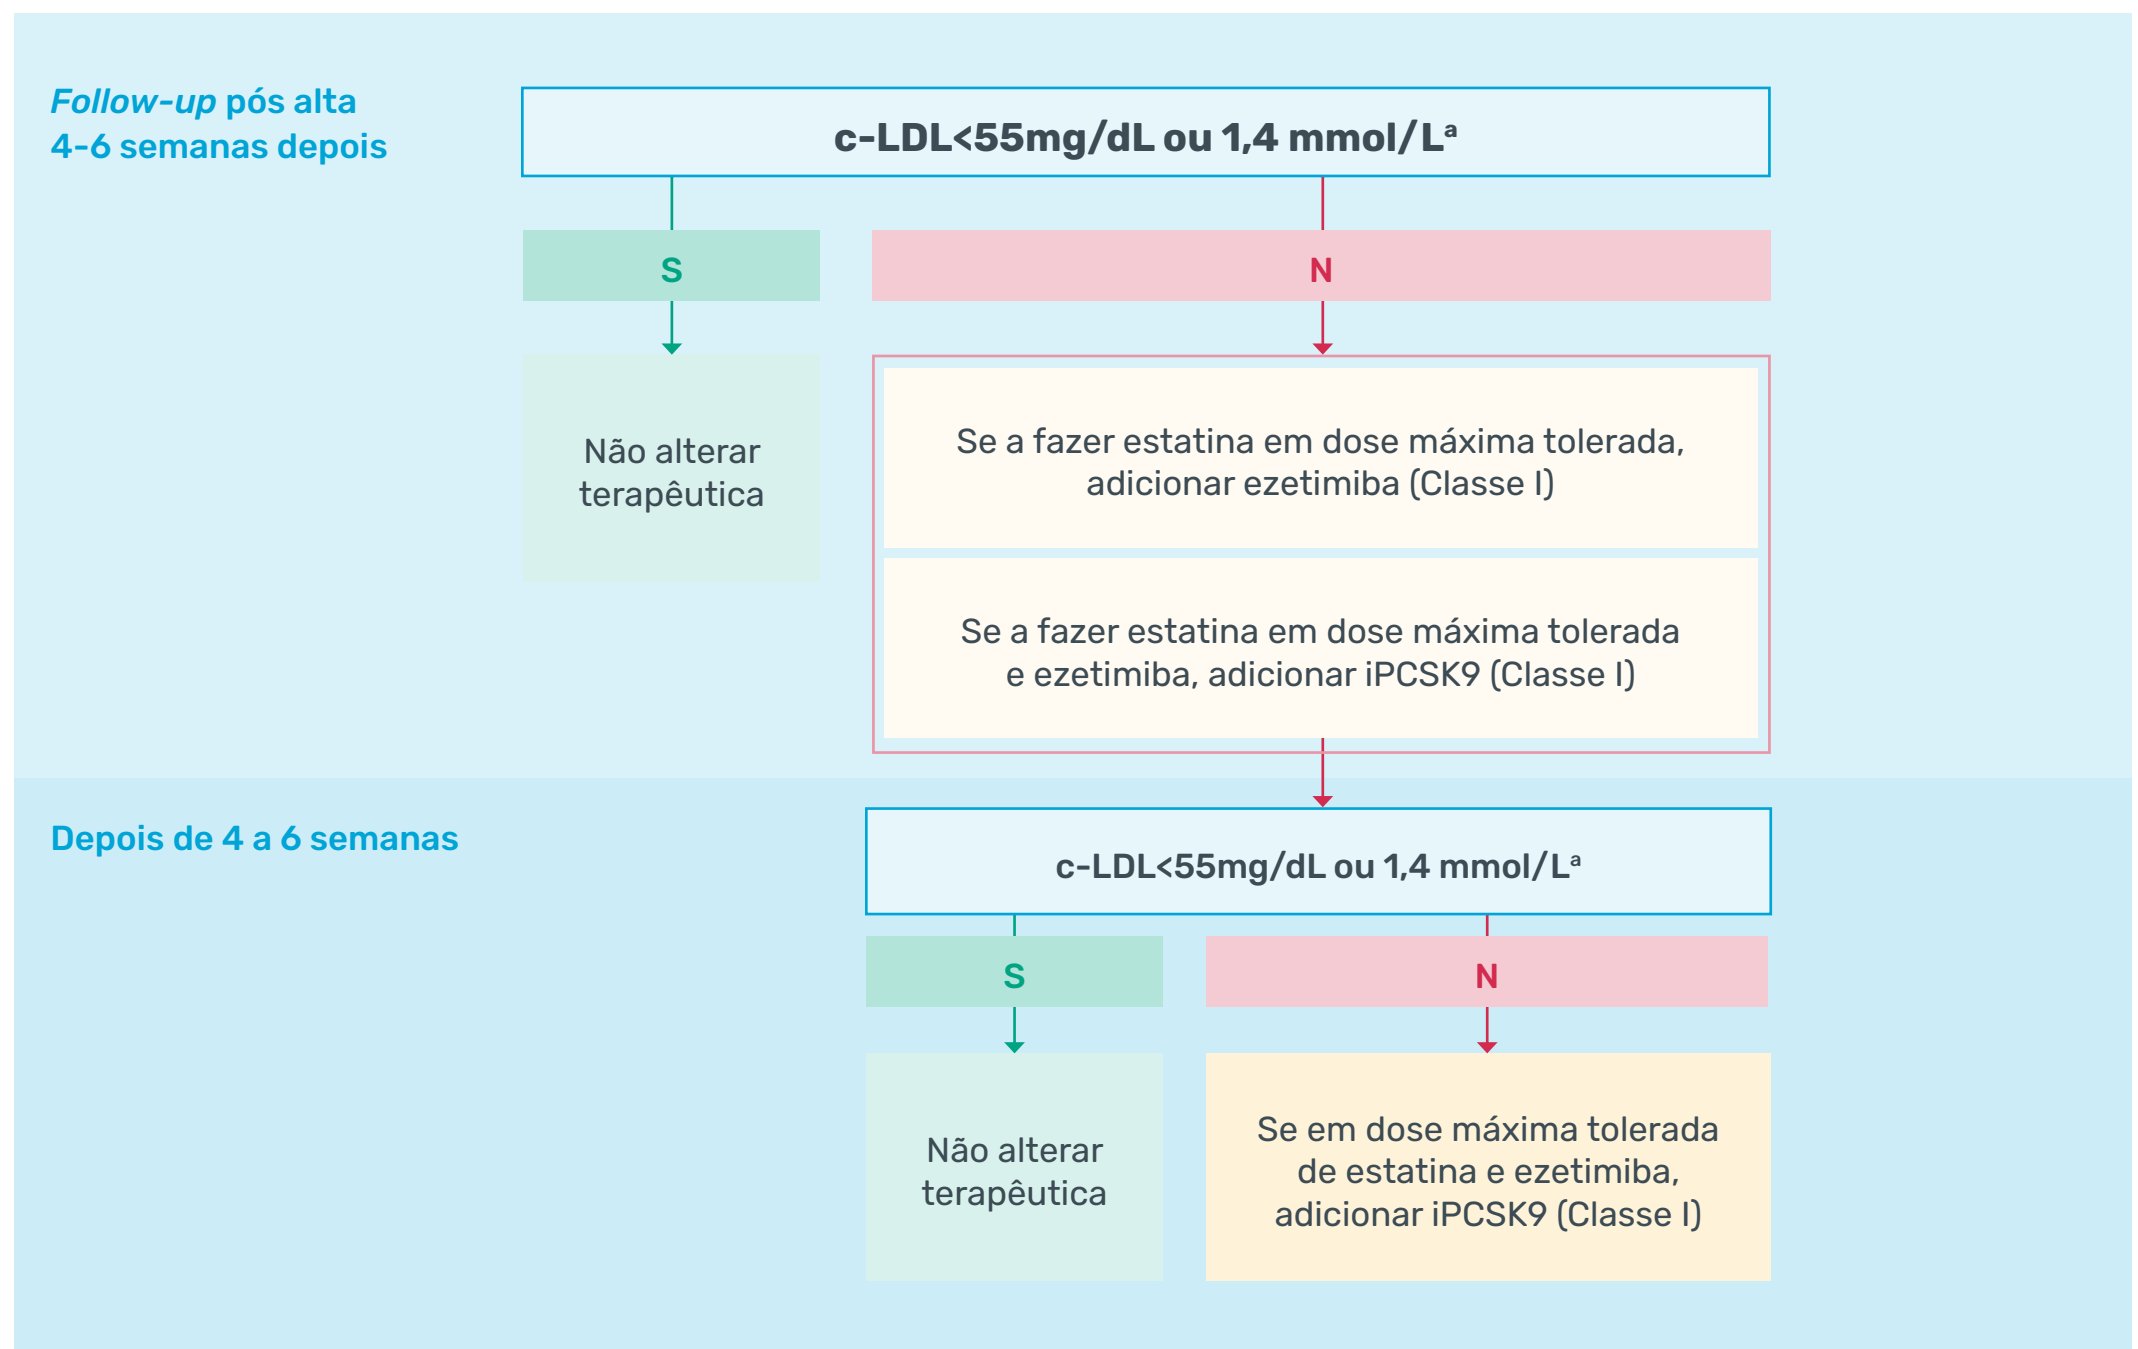 Follow-up pós alta
4-6 semanas depois
c-LDL<55mg/dL ou 1,4 mmol/Lª
S
N
Não alterar
terapêutica
Se a fazer estatina em dose máxima tolerada,
adicionar ezetimiba (Classe I)
Se a fazer estatina em dose máxima tolerada
e ezetimiba, adicionar iPCSK9 (Classe I)
Depois de 4 a 6 semanas
c-LDL<55mg/dL ou 1,4 mmol/Lª
S
N
Não alterar
terapêutica
Se em dose máxima tolerada
de estatina e ezetimiba,
adicionar iPCSK9 (Classe I)